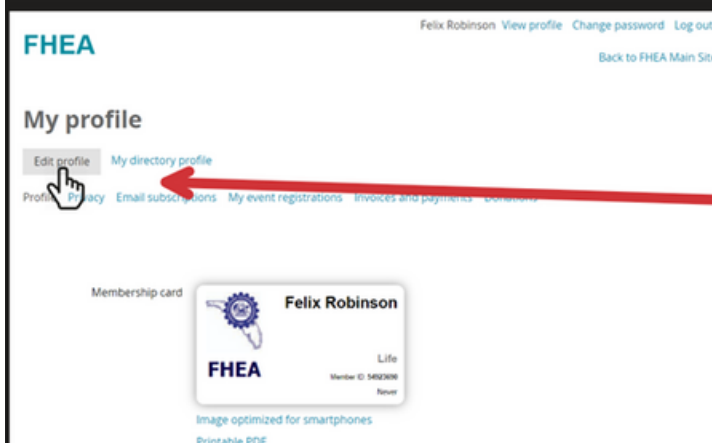 Felix Robinson View profile Change password Log out
FHEA
Back to FHEA Main Site
My profile
Edit profile My directory profile
Profile Privacy Email subscriptions My event registrations Invoices and payments Donations
Membership card
Felix Robinson
FHEA
Life
Member ID: 54923698
Never
Image optimized for smartphones
Printable PDF